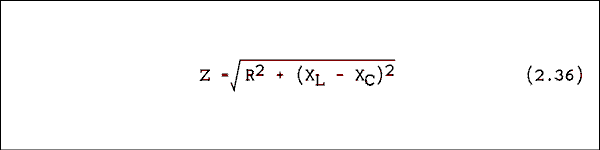 Z = √R² + (X_L - X_C)² (2.36)